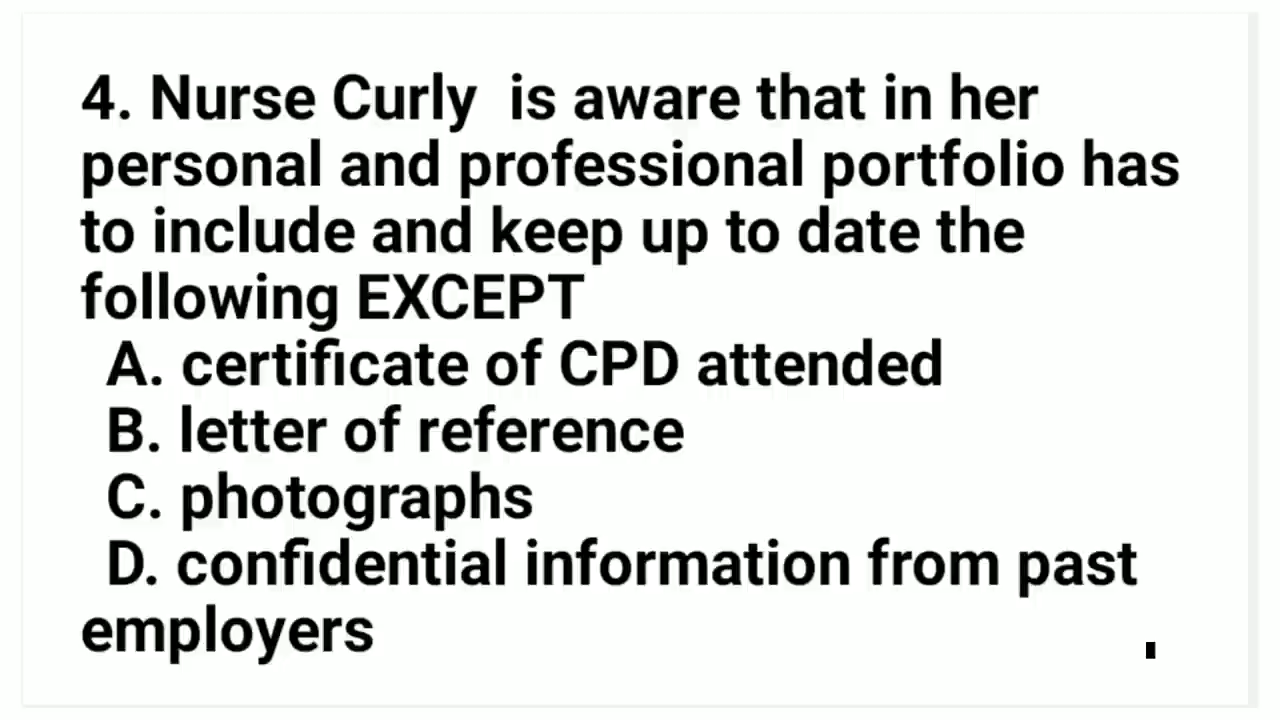 4. Nurse Curly is aware that in her
personal and professional portfolio has
to include and keep up to date the
following EXCEPT
A. certificate of CPD attended
B. letter of reference
C. photographs
D. confidential information from past
employers